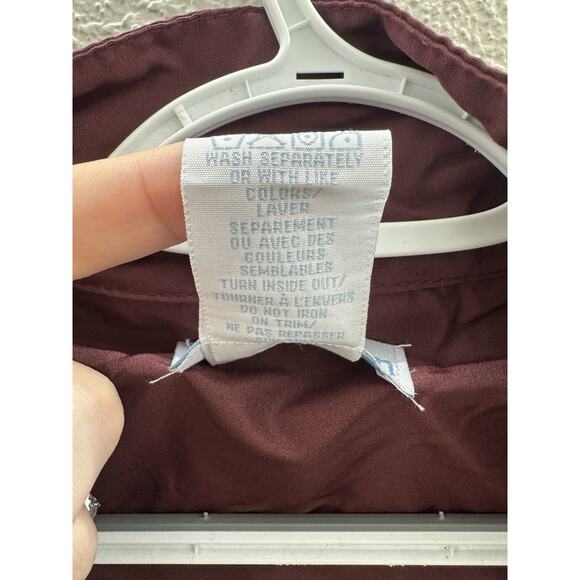 WASH SEPARATELY
OR WITH LIKE
COLORS/
LAVER
SEPAREMENT
OU AVEC DES
COULEURS
SEMBLABLES
TURN INSIDE OUT/
TOURNER À L'ENVERS
DO NOT IRON
ON TRIM/
NE PAS REPASSER